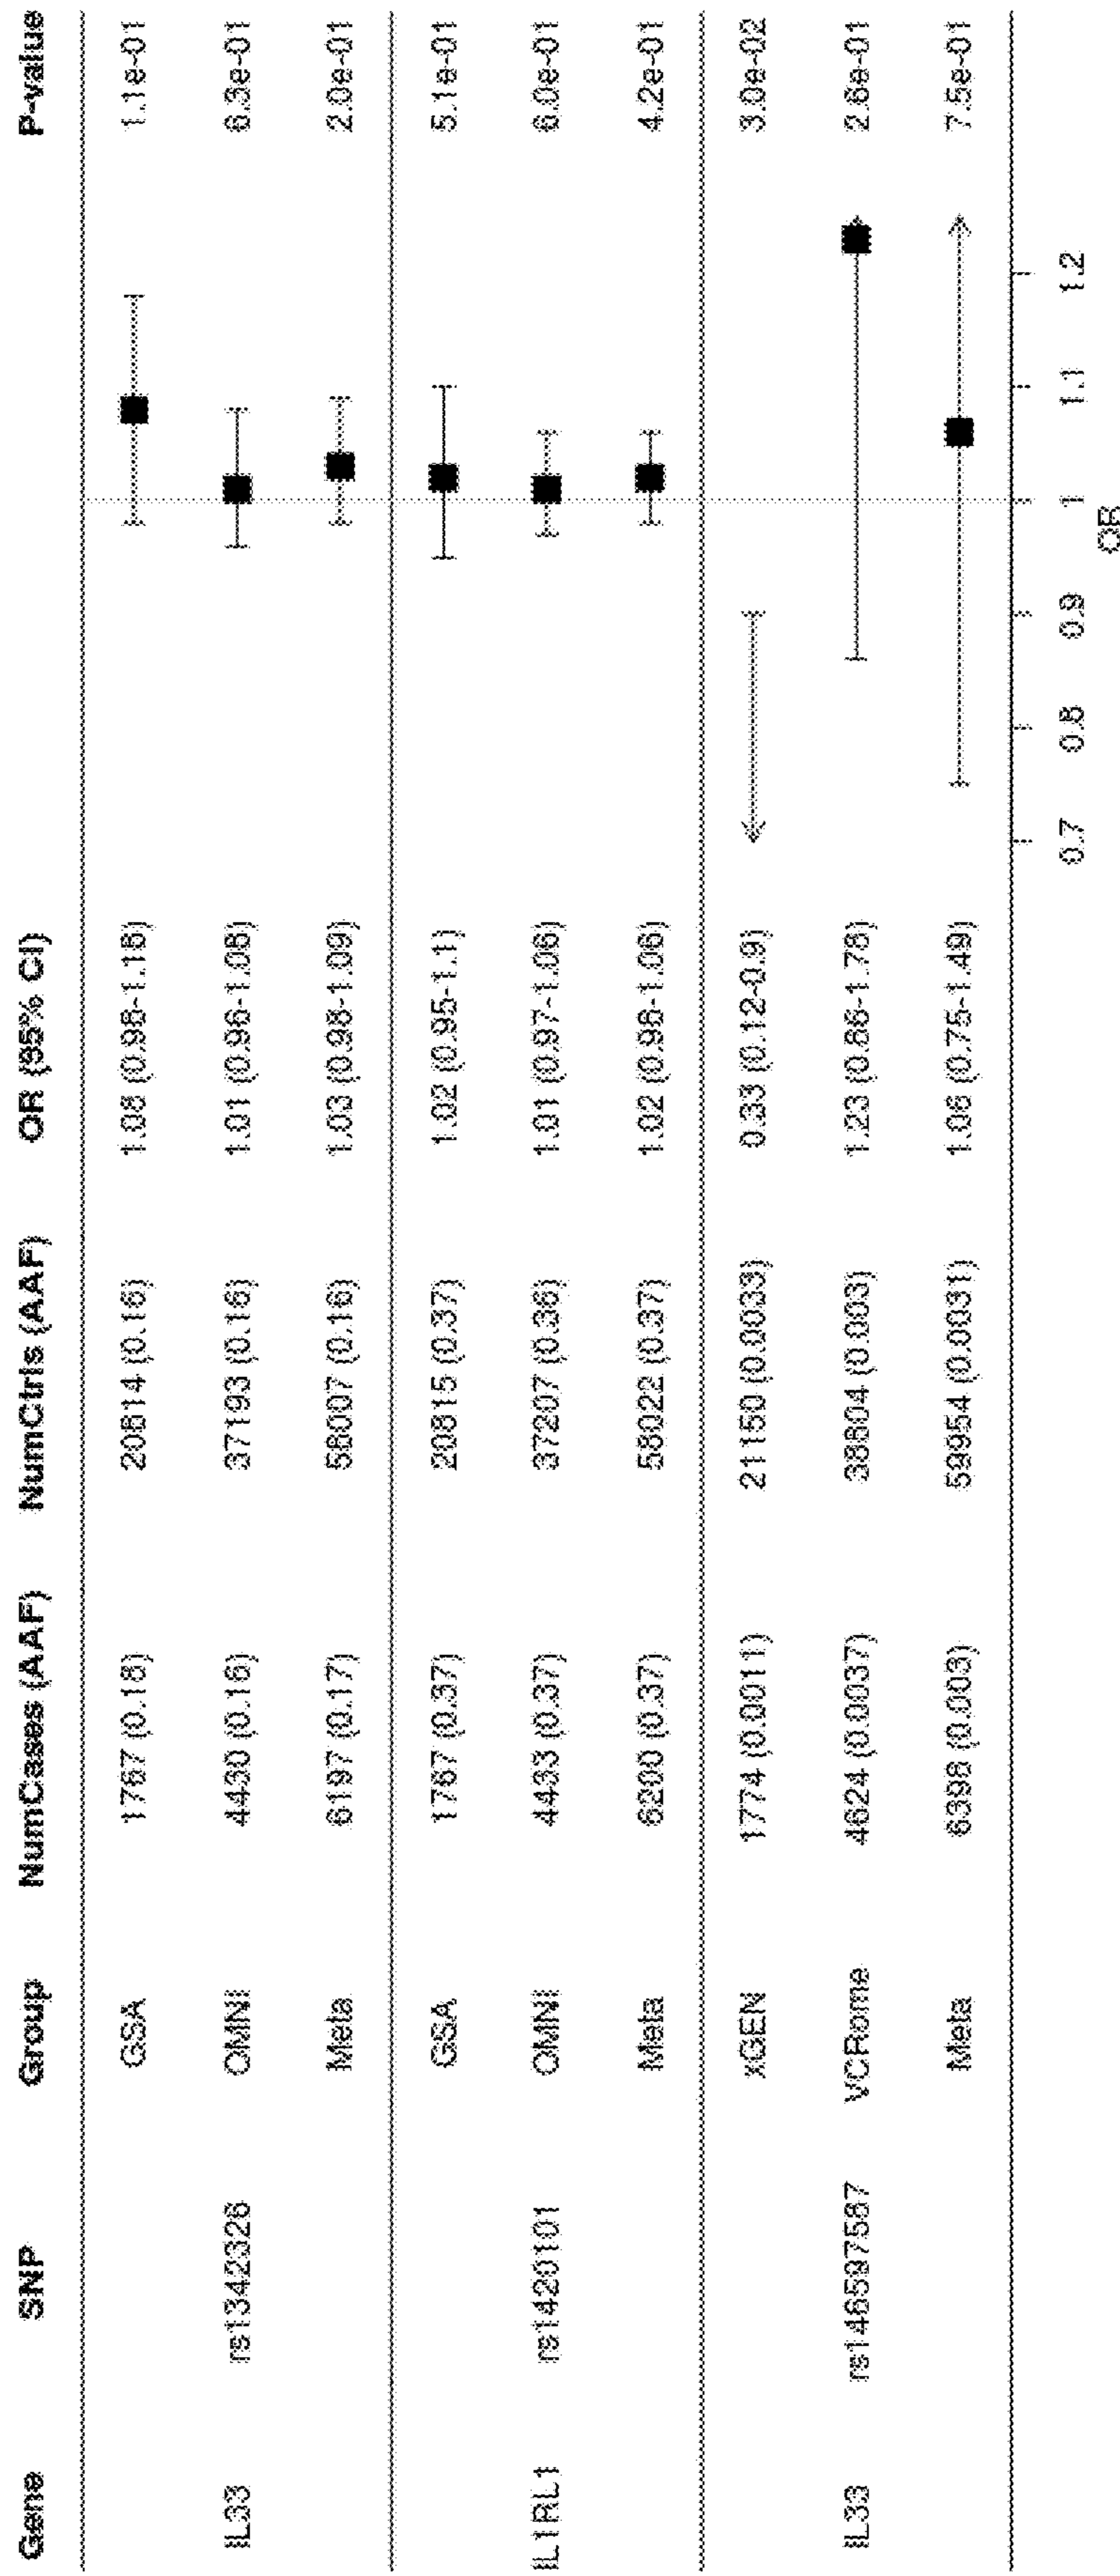 Gene SNP Group NumCases (AAF) NumCtrls (AAF) OR (95% CI) P-value
GSA 1767 (0.18) 20814 (0.16) 1.08 (0.98-1.18) 1.1e-01
IL33 rs1342326 OMNI 4430 (0.16) 37193 (0.16) 1.01 (0.96-1.08) 6.3e-01
Meta 6197 (0.17) 58007 (0.16) 1.03 (0.98-1.09) 2.0e-01
GSA 1767 (0.37) 20815 (0.37) 1.02 (0.95-1.1) 5.1e-01
IL1RL1 rs1420101 OMNI 4433 (0.37) 37207 (0.36) 1.01 (0.97-1.06) 6.0e-01
Meta 6200 (0.37) 58022 (0.37) 1.02 (0.98-1.06) 4.2e-01
xGEN 1774 (0.0011) 21150 (0.0033) 0.33 (0.12-0.9) 3.0e-02
IL33 rs146597587 VCRome 4624 (0.0037) 38804 (0.003) 1.23 (0.86-1.78) 2.6e-01
Meta 6398 (0.003) 59954 (0.0031) 1.06 (0.75-1.49) 7.5e-01
0.7 0.8 0.9 1 1.1 1.2
OR